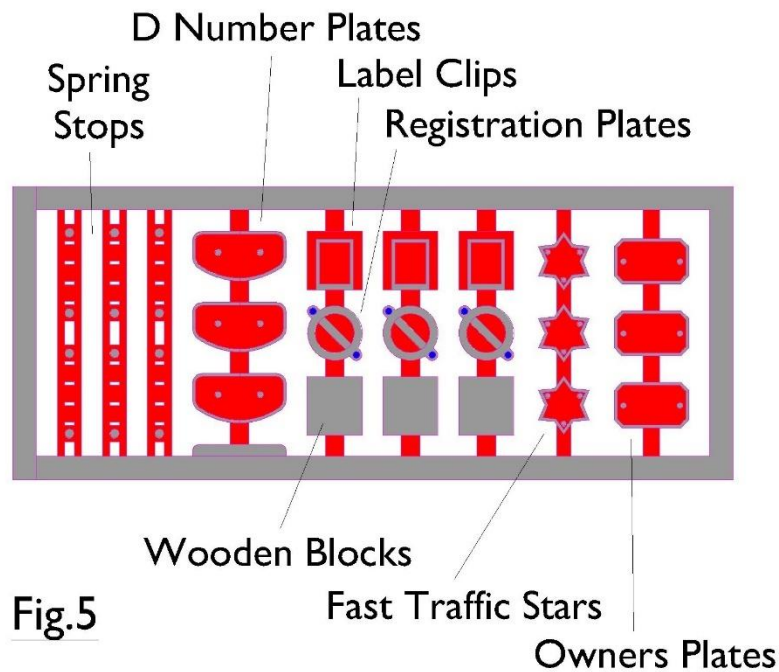 D Number Plates
Spring
Stops
Label Clips
Registration Plates
Wooden Blocks
Fast Traffic Stars
Owners Plates
Fig.5